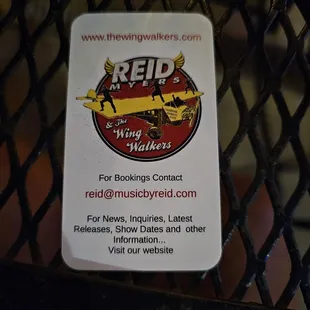 www.thewingwalkers.com
REID
MYERS
& The
Wing
Walkers
For Bookings Contact
reid@musicbyreid.com
For News, Inquiries, Latest
Releases, Show Dates and other
Information...
Visit our website